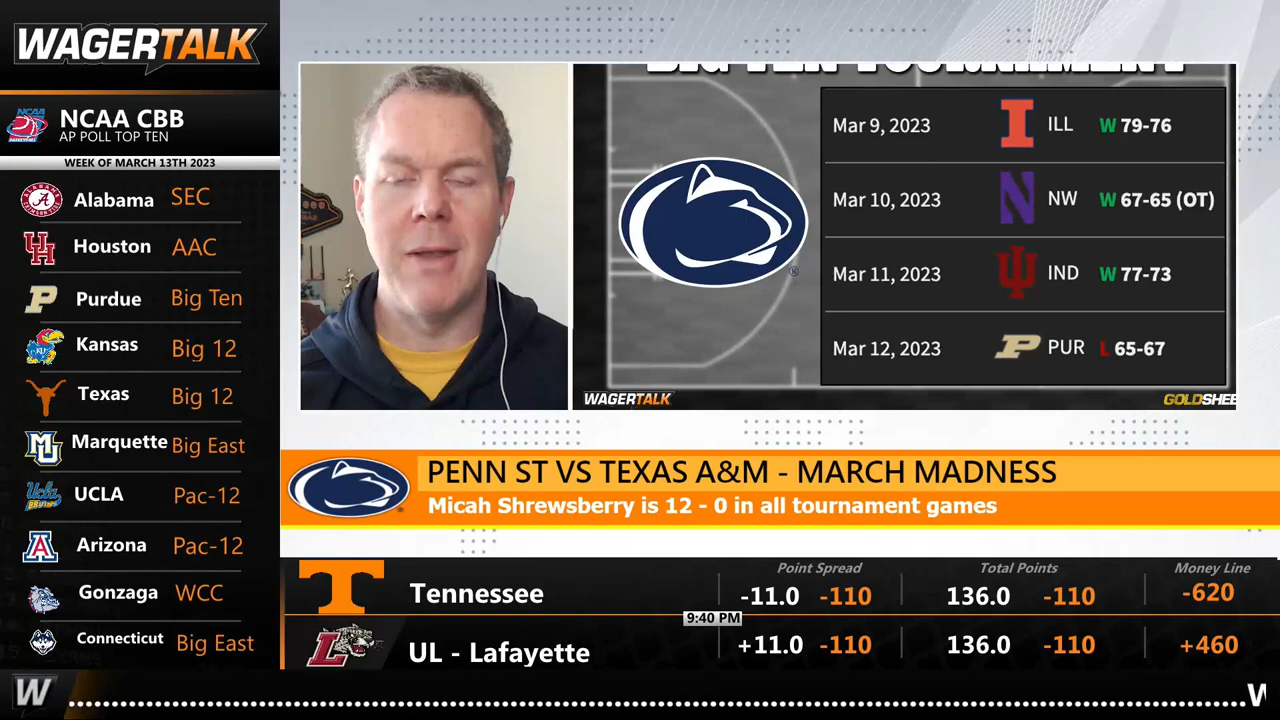 WAGERTALK
NCAA
NCAA CBB
AP POLL TOP TEN
WEEK OF MARCH 13TH 2023
Alabama SEC
Houston AAC
Purdue Big Ten
Kansas Big 12
Texas Big 12
Marquette Big East
UCLA Pac-12
Arizona Pac-12
Gonzaga WCC
Connecticut Big East
BIG TEN TOURNAMENT
Mar 9, 2023 ILL W 79-76
Mar 10, 2023 NW W 67-65 (OT)
Mar 11, 2023 IND W 77-73
Mar 12, 2023 PUR L 65-67
WAGERTALK
GOLDSHEE
PENN ST VS TEXAS A&M - MARCH MADNESS
Micah Shrewsberry is 12 - 0 in all tournament games
Point Spread Total Points Money Line
Tennessee -11.0 -110 136.0 -110 -620
9:40 PM
UL - Lafayette +11.0 -110 136.0 -110 +460
W